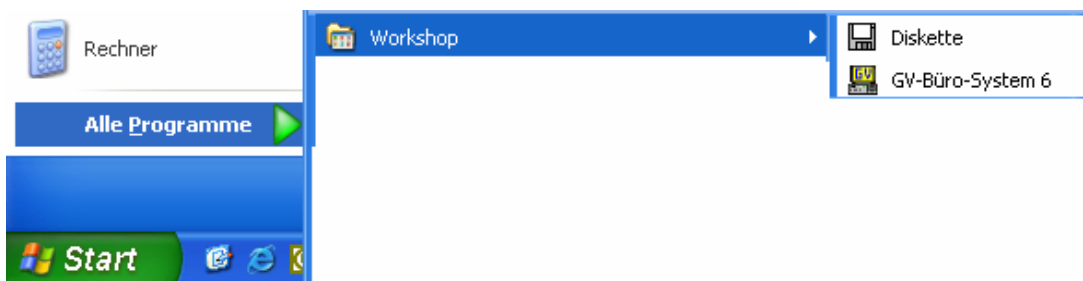 Rechner
Workshop
Diskette
GV-Büro-System 6
Alle Programme
Start